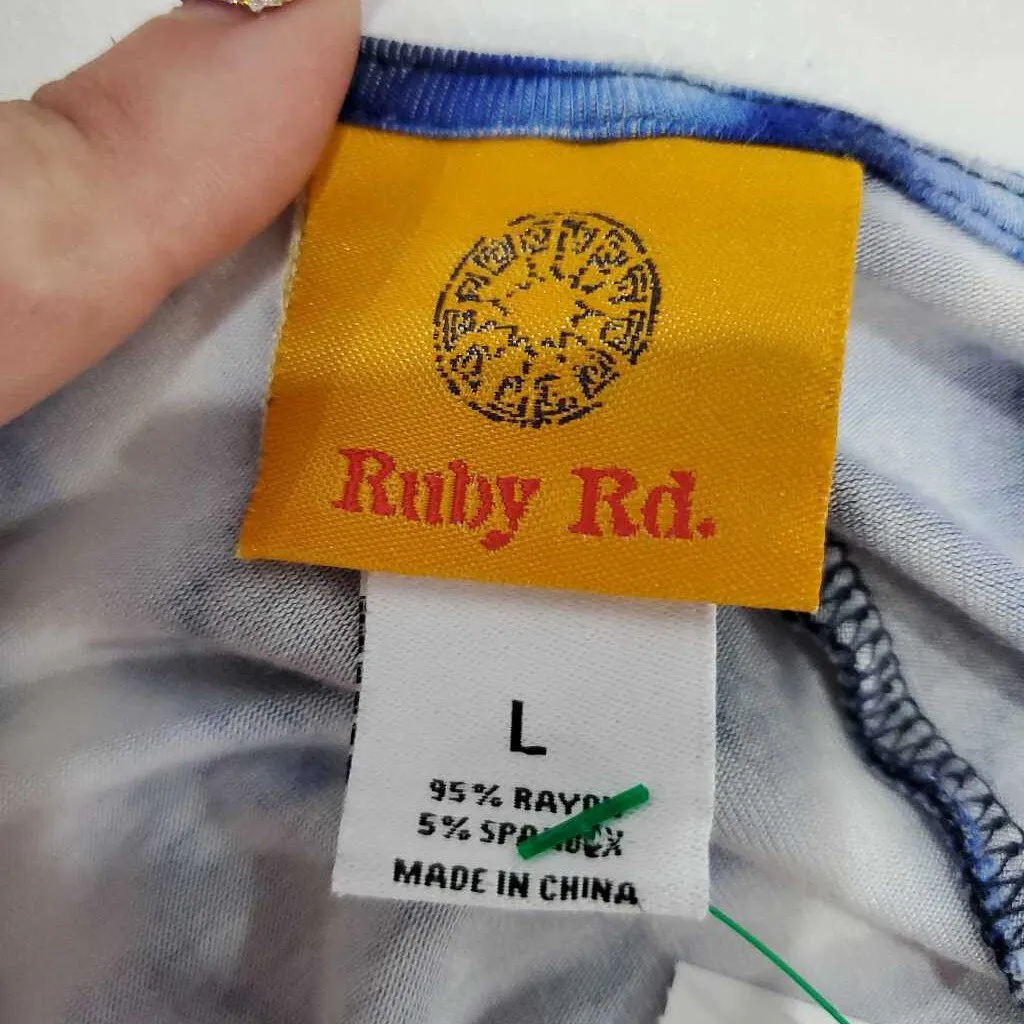 Ruby Rd.
L
95% RAYON
5% SPANDEX
MADE IN CHINA